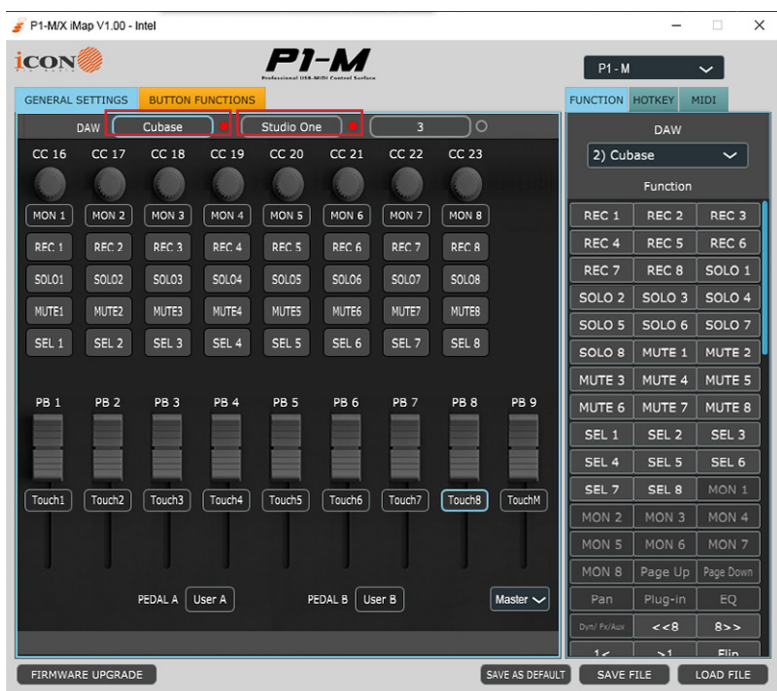 P1-M/X iMap V1.00 - Intel
icon
PRO AUDIO
P1-M
Professional USB-MIDI Control Surface
P1 - M
GENERAL SETTINGS BUTTON FUNCTIONS
FUNCTION HOTKEY MIDI
DAW Cubase Studio One 3
CC 16 CC 17 CC 18 CC 19 CC 20 CC 21 CC 22 CC 23
MON 1 MON 2 MON 3 MON 4 MON 5 MON 6 MON 7 MON 8
REC 1 REC 2 REC 3 REC 4 REC 5 REC 6 REC 7 REC 8
SOLO1 SOLO2 SOLO3 SOLO4 SOLO5 SOLO6 SOLO7 SOLO8
MUTE1 MUTE2 MUTE3 MUTE4 MUTE5 MUTE6 MUTE7 MUTE8
SEL 1 SEL 2 SEL 3 SEL 4 SEL 5 SEL 6 SEL 7 SEL 8
PB 1 PB 2 PB 3 PB 4 PB 5 PB 6 PB 7 PB 8 PB 9
Touch1 Touch2 Touch3 Touch4 Touch5 Touch6 Touch7 Touch8 TouchM
PEDAL A User A PEDAL B User B Master
DAW
2) Cubase
Function
REC 1 REC 2 REC 3
REC 4 REC 5 REC 6
REC 7 REC 8 SOLO 1
SOLO 2 SOLO 3 SOLO 4
SOLO 5 SOLO 6 SOLO 7
SOLO 8 MUTE 1 MUTE 2
MUTE 3 MUTE 4 MUTE 5
MUTE 6 MUTE 7 MUTE 8
SEL 1 SEL 2 SEL 3
SEL 4 SEL 5 SEL 6
SEL 7 SEL 8 MON 1
MON 2 MON 3 MON 4
MON 5 MON 6 MON 7
MON 8 Page Up Page Down
Pan Plug-in EQ
Dyn/ Fx/Aux <<8 8>>
1< >1 Flip
FIRMWARE UPGRADE SAVE AS DEFAULT SAVE FILE LOAD FILE